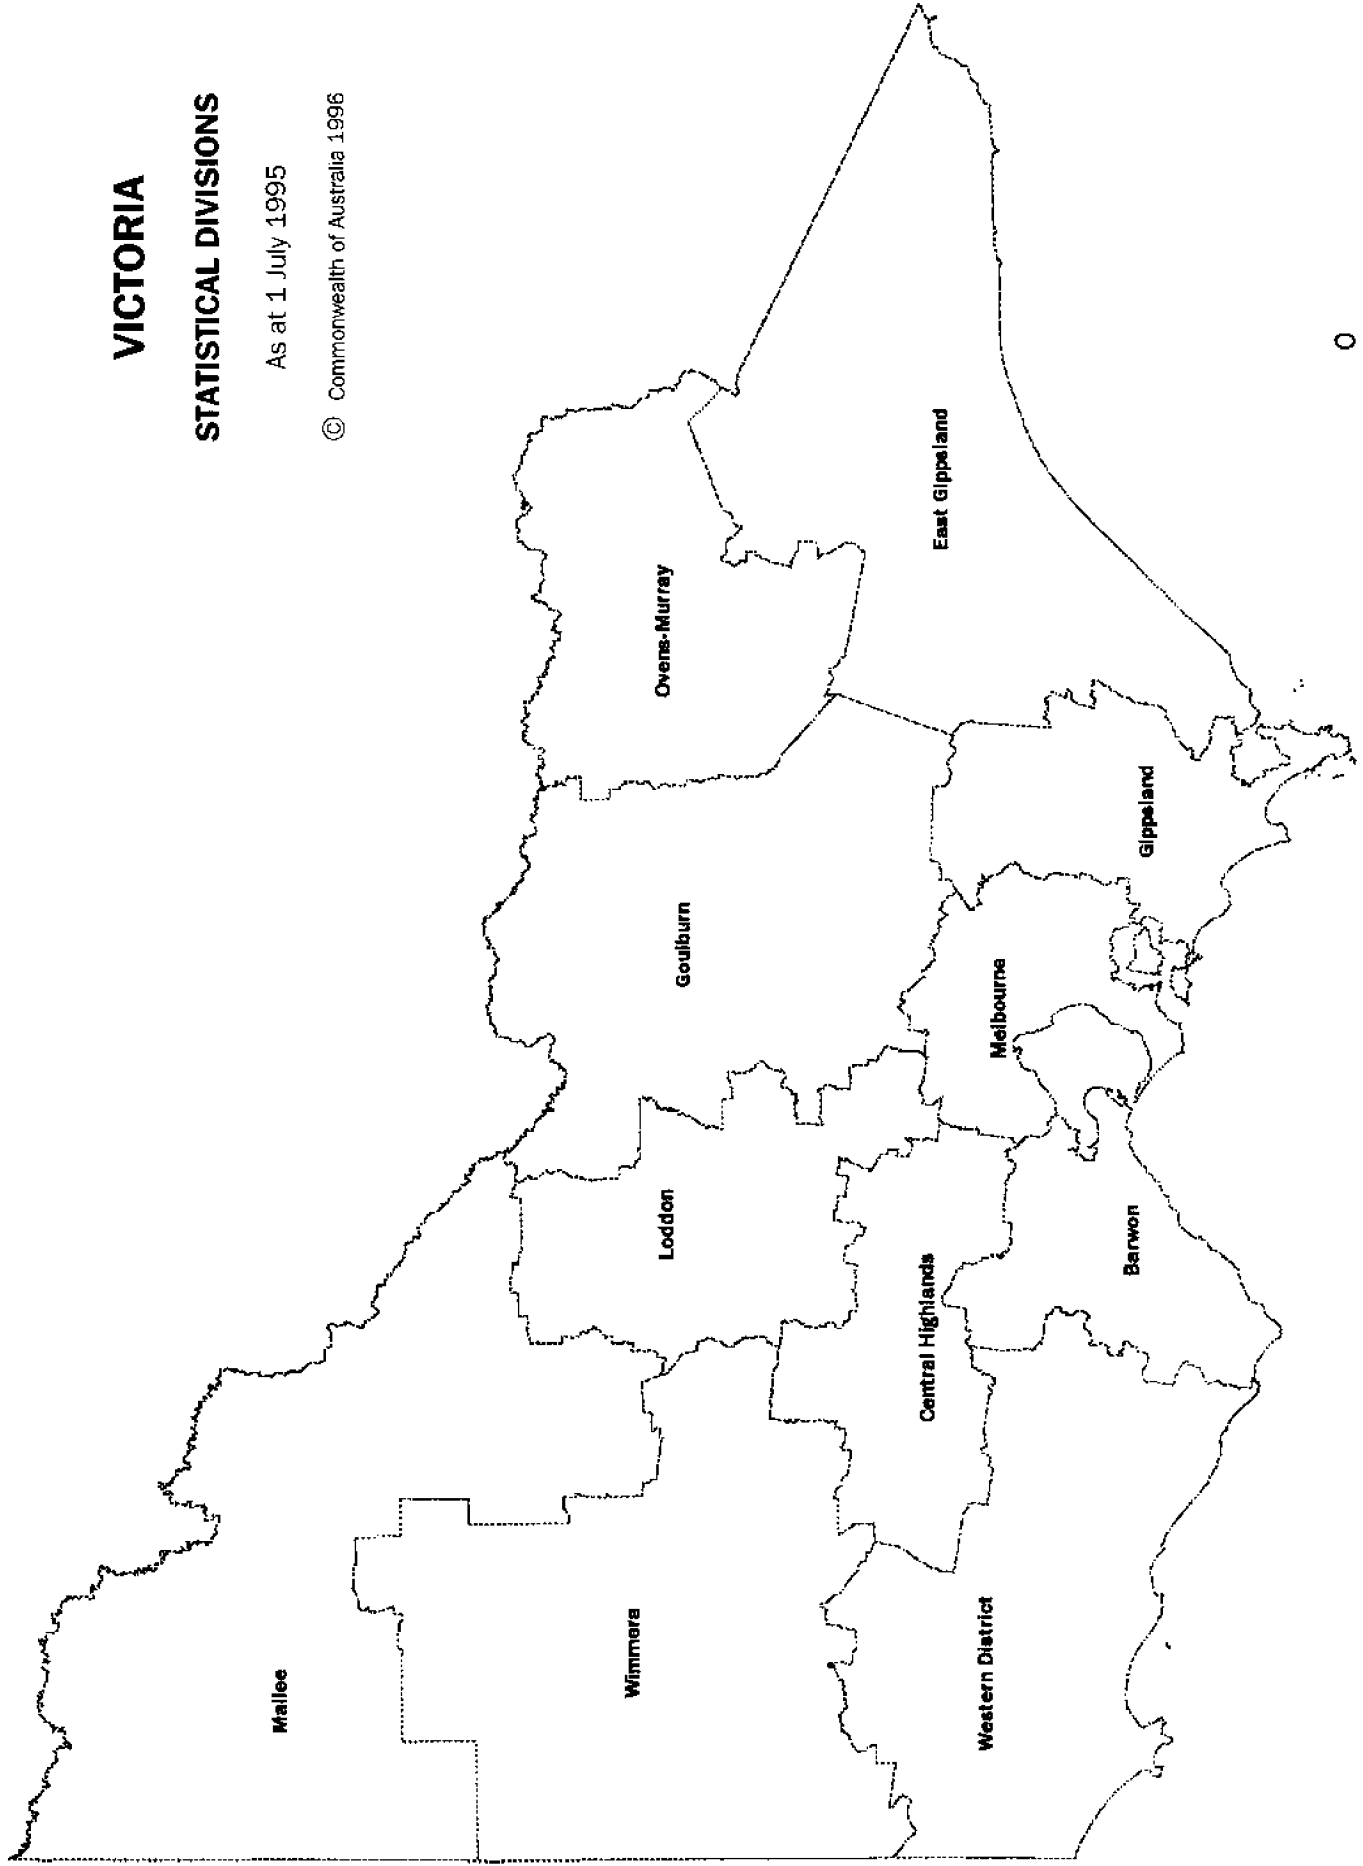 VICTORIA
STATISTICAL DIVISIONS
As at 1 July 1995
© Commonwealth of Australia 1996
Mallee
Wimmera
Loddon
Goulburn
Ovens-Murray
East Gippsland
Western District
Central Highlands
Melbourne
Barwon
Gippsland